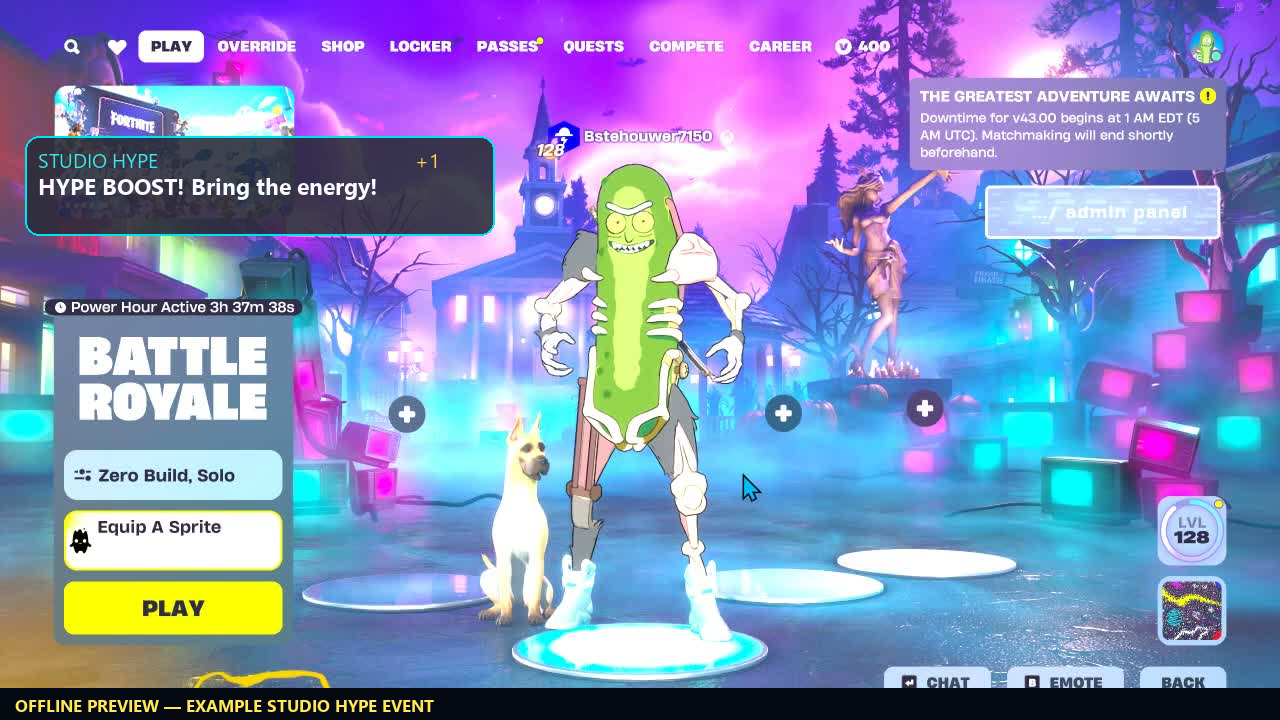 PLAY
OVERRIDE
SHOP
LOCKER
PASSES
QUESTS
COMPETE
CAREER
V 400
FORTNITE
THE GREATEST ADVENTURE AWAITS !
Downtime for v43.00 begins at 1 AM EDT (5
AM UTC). Matchmaking will end shortly
beforehand.
Bstehouwer7150
128
STUDIO HYPE +1
HYPE BOOST! Bring the energy!
.../ admin panel
Power Hour Active 3h 37m 38s
BATTLE
ROYALE
Zero Build, Solo
Equip A Sprite
PLAY
LVL
128
CHAT
B EMOTE
BACK
OFFLINE PREVIEW — EXAMPLE STUDIO HYPE EVENT